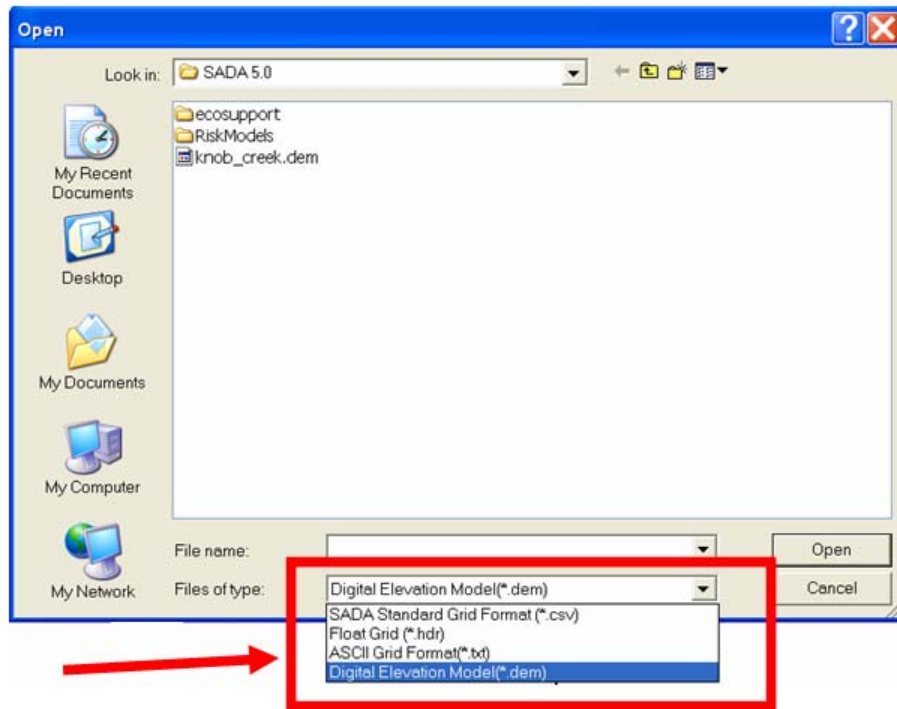 Open
Look in: SADA 5.0
ecosupport
RiskModels
knob_creek.dem
My Recent
Documents
Desktop
My Documents
My Computer
My Network
File name:
Open
Files of type: Digital Elevation Model(*.dem)
Cancel
SADA Standard Grid Format (*.csv)
Float Grid (*.hdr)
ASCII Grid Format(*.txt)
Digital Elevation Model(*.dem)